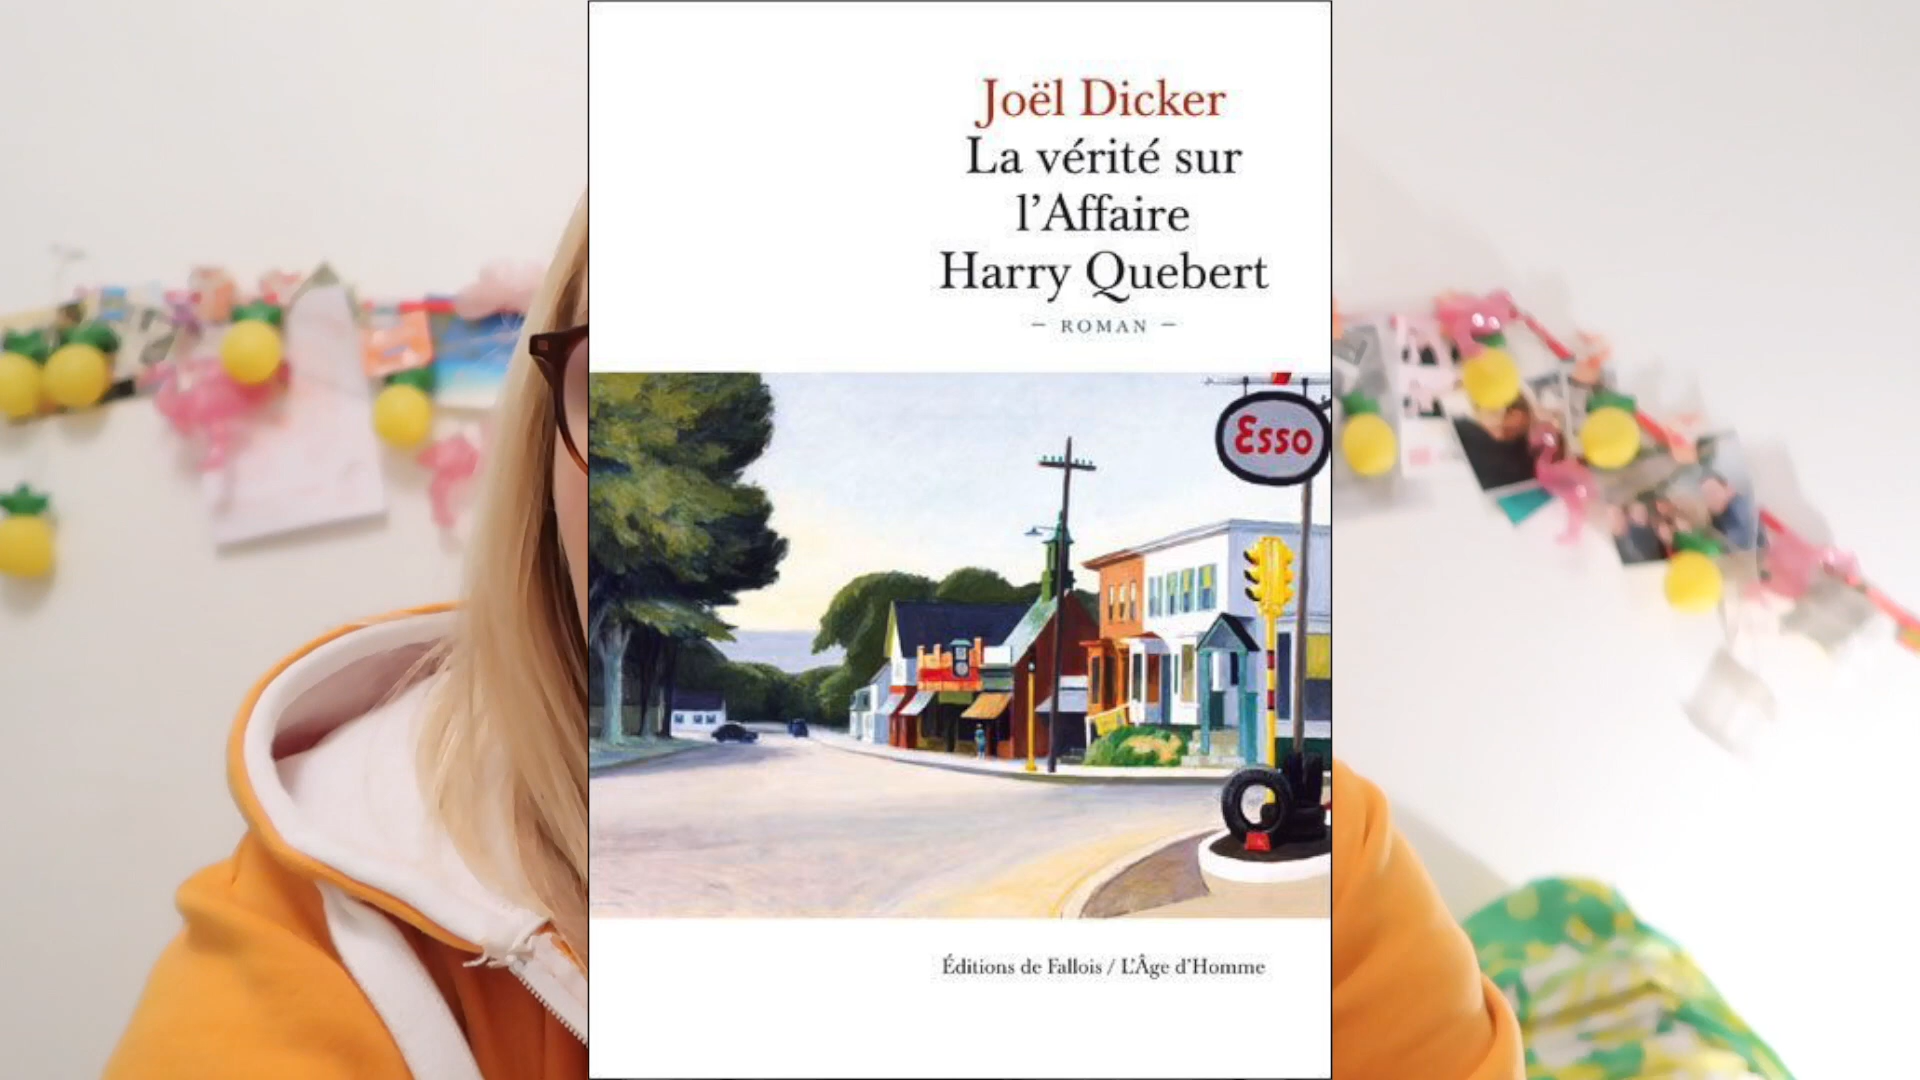 Joël Dicker
La vérité sur
l’Affaire
Harry Quebert
– ROMAN –
Esso
Éditions de Fallois / L’Âge d’Homme